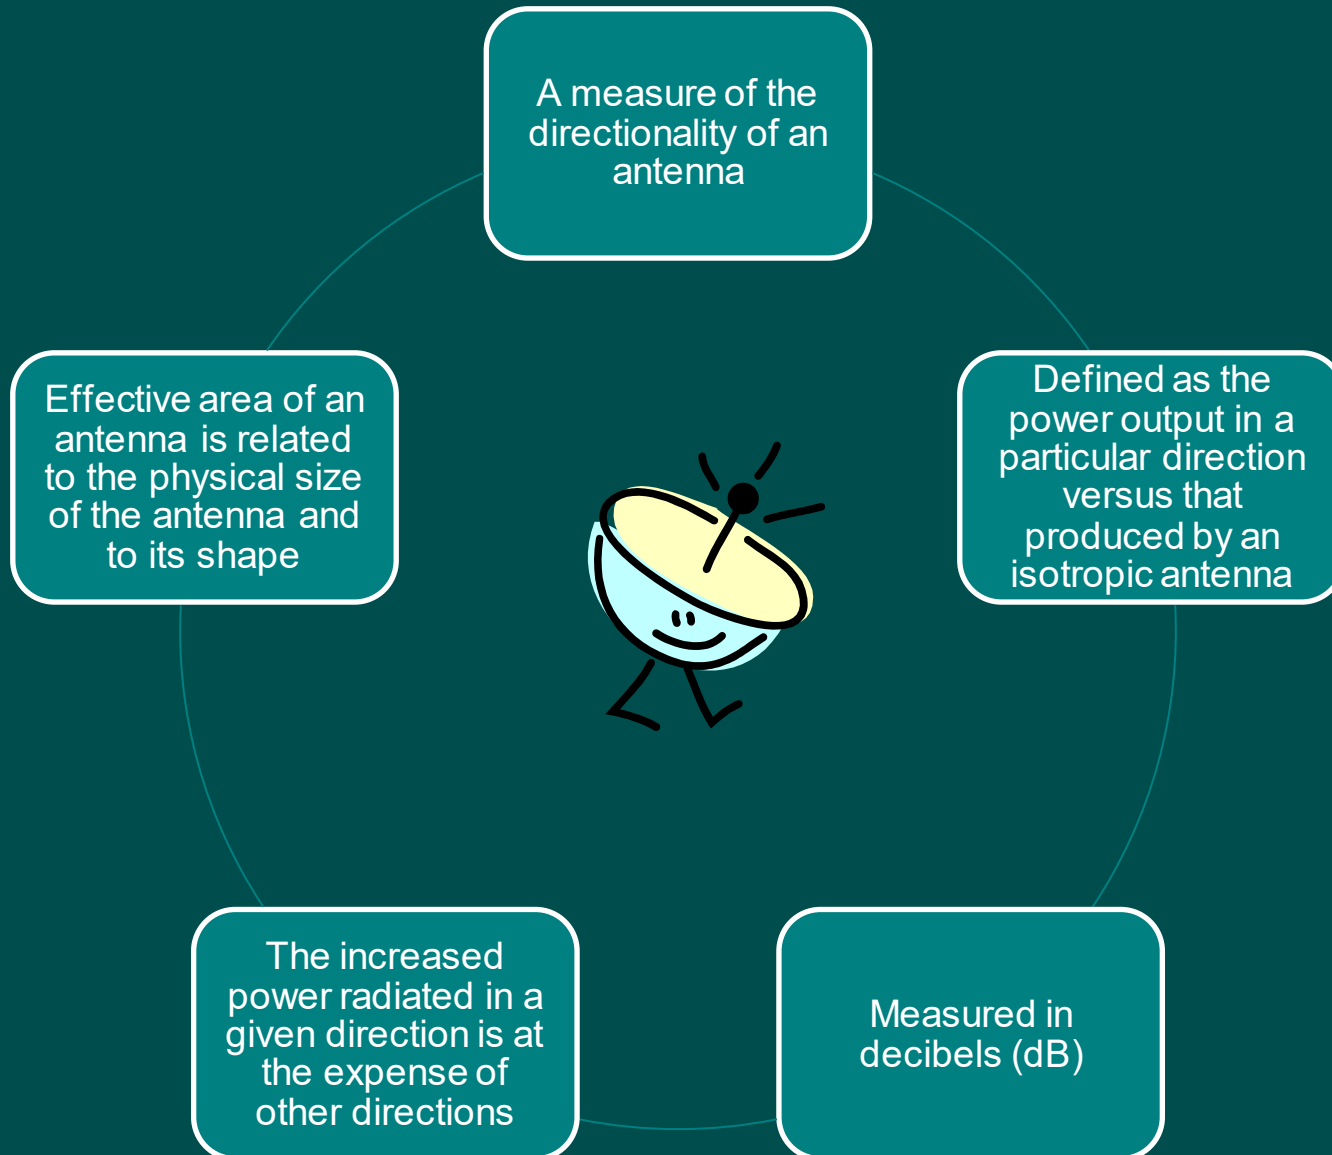 A measure of the
directionality of an
antenna
Defined as the
power output in a
particular direction
versus that
produced by an
isotropic antenna
Measured in
decibels (dB)
The increased
power radiated in a
given direction is at
the expense of
other directions
Effective area of an
antenna is related
to the physical size
of the antenna and
to its shape